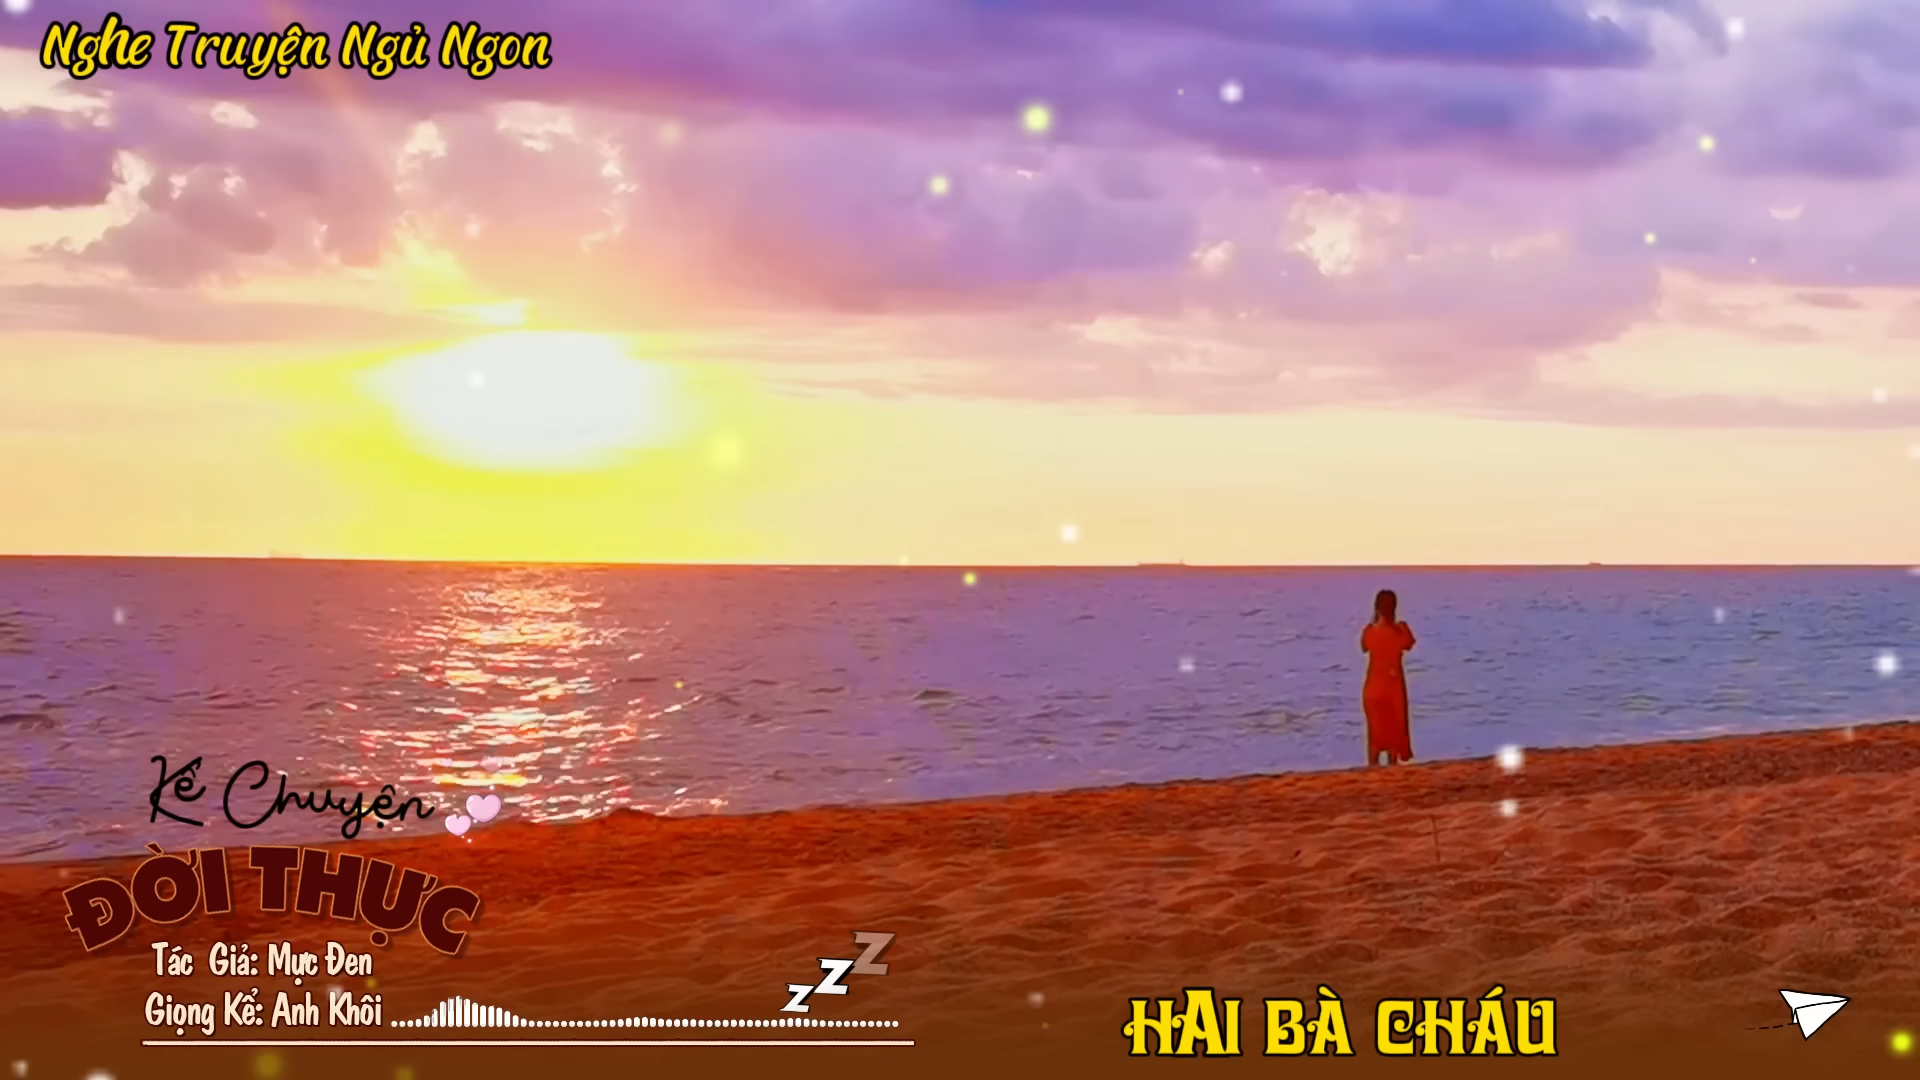 Nghe Truyện Ngủ Ngon
Kể Chuyện
ĐỜI THỰC
Tác Giả: Mực Đen
Giọng Kể: Anh Khôi
z z z
HAI BÀ CHÁU